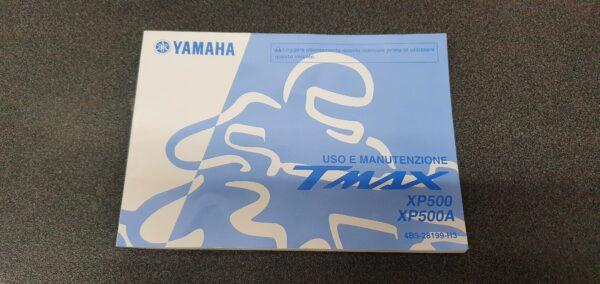 YAMAHA
Leggere attentamente questo manuale prima di utilizzare
questo veicolo.
USO E MANUTENZIONE
TMAX
XP500
XP500A
4B5-28199-H3